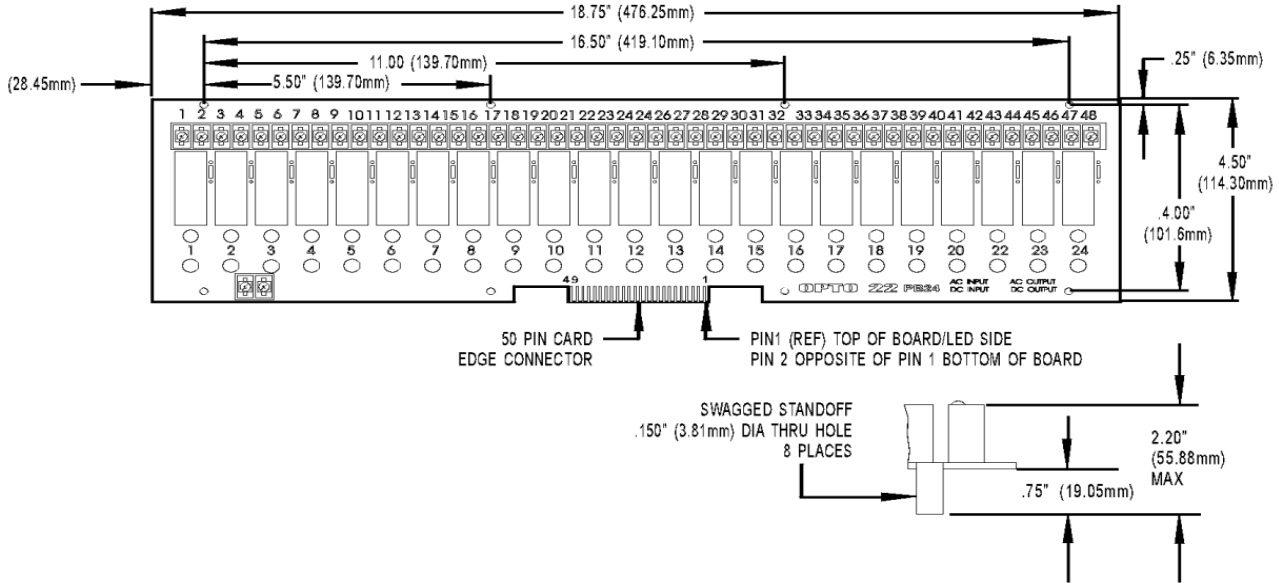 18.75" (476.25mm)
16.50" (419.10mm)
11.00 (139.70mm)
.25" (6.35mm)
(28.45mm)
5.50" (139.70mm)
1 2 3 4 5 6 7 8 9 10 11 12 13 14 15 16 17 18 19 20 21 22 23 24 24 26 27 28 29 30 31 32 33 34 35 36 37 38 39 40 41 42 43 44 45 46 47 48
4.50"
(114.30mm)
.4.00"
(101.6mm)
1 2 3 4 5 6 7 8 9 10 11 12 13 14 15 16 17 18 19 20 22 23 24
49 1
OPTO 22 PB24
AC INPUT
DC INPUT
AC OUTPUT
DC OUTPUT
50 PIN CARD
EDGE CONNECTOR
PIN1 (REF) TOP OF BOARD/LED SIDE
PIN 2 OPPOSITE OF PIN 1 BOTTOM OF BOARD
SWAGGED STANDOFF
.150" (3.81mm) DIA THRU HOLE
8 PLACES
2.20"
(55.88mm)
MAX
.75" (19.05mm)